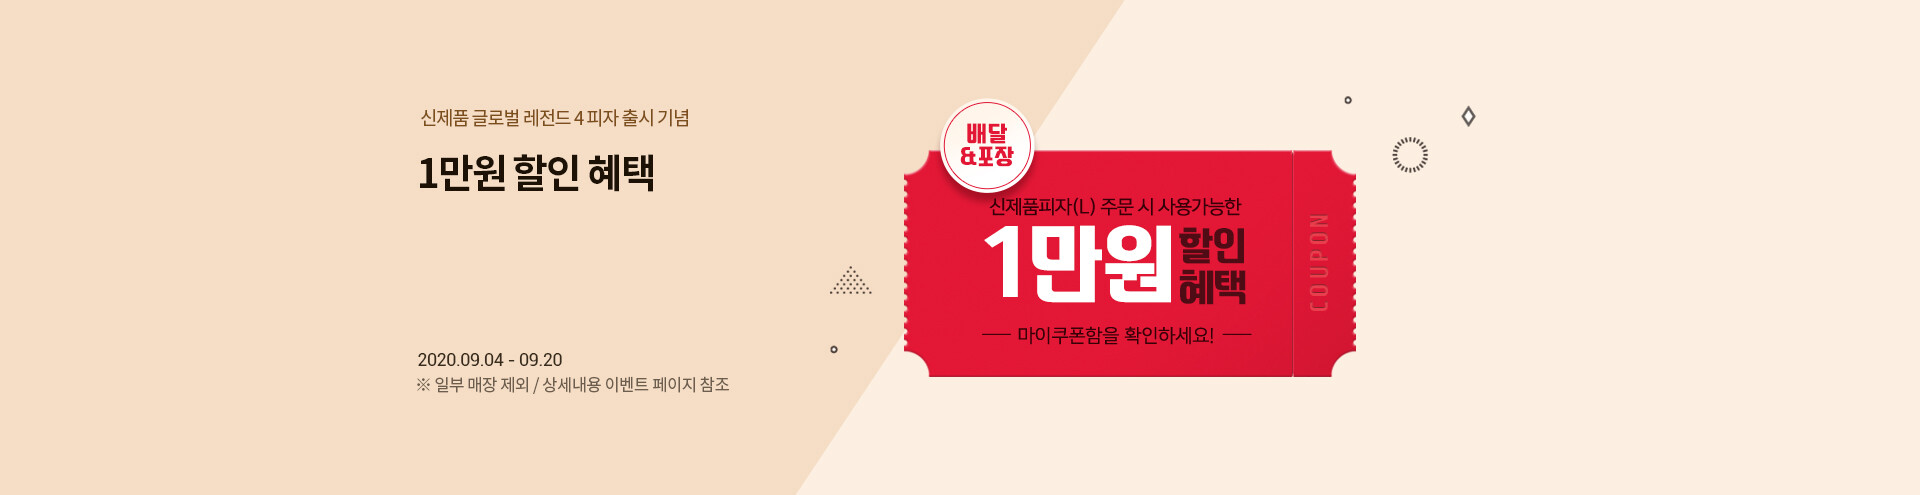 신제품 글로벌 레전드 4 피자 출시 기념
1만원 할인 혜택
2020.09.04 - 09.20
※ 일부 매장 제외 / 상세내용 이벤트 페이지 참조
배달
&포장
신제품피자(L) 주문 시 사용가능한
1만원 할인
혜택
마이쿠폰함을 확인하세요!
COUPON